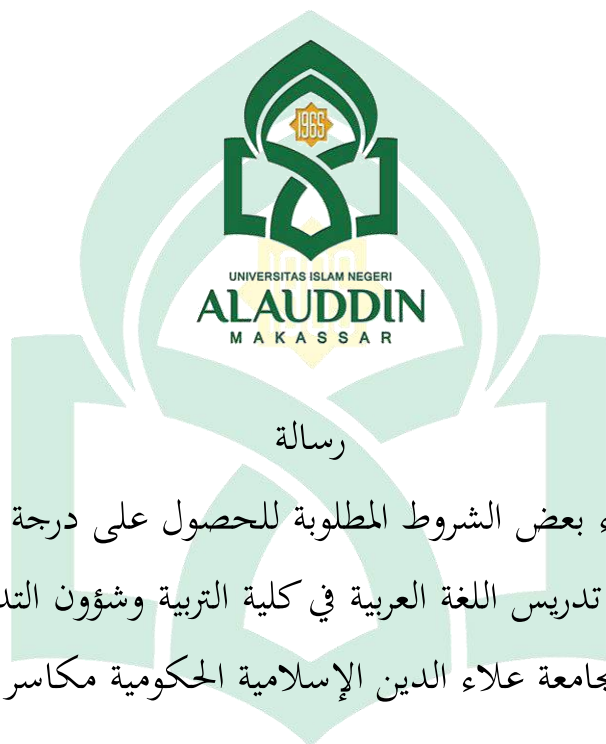 1965
UNIVERSITAS ISLAM NEGERI
ALAUDDIN
MAKASSAR
رسالة
بعض الشروط المطلوبة للحصول على درجة
تدريس اللغة العربية في كلية التربية وشؤون
علاء الدين الإسلامية الحكومية مكاسر